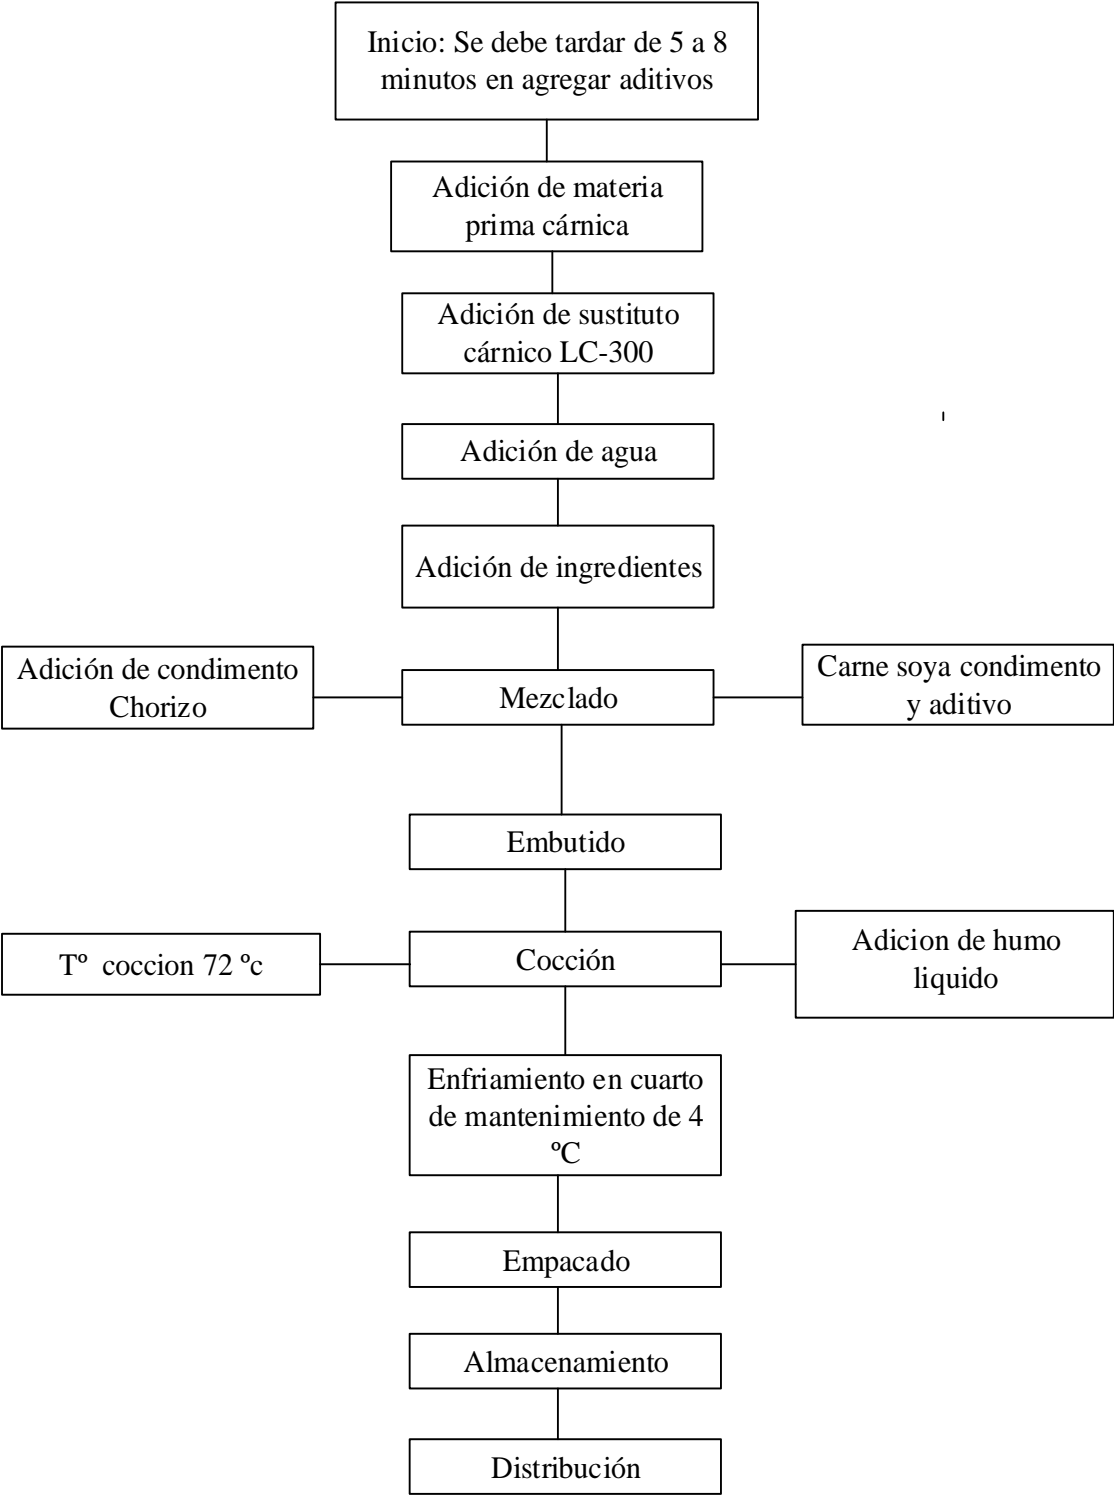 Inicio: Se debe tardar de 5 a 8
minutos en agregar aditivos
Adición de materia
prima cárnica
Adición de sustituto
cárnico LC-300
Adición de agua
Adición de ingredientes
Adición de condimento
Chorizo
Mezclado
Carne soya condimento
y aditivo
Embutido
Tº coccion 72 ºc
Cocción
Adicion de humo
liquido
Enfriamiento en cuarto
de mantenimiento de 4
ºC
Empacado
Almacenamiento
Distribución